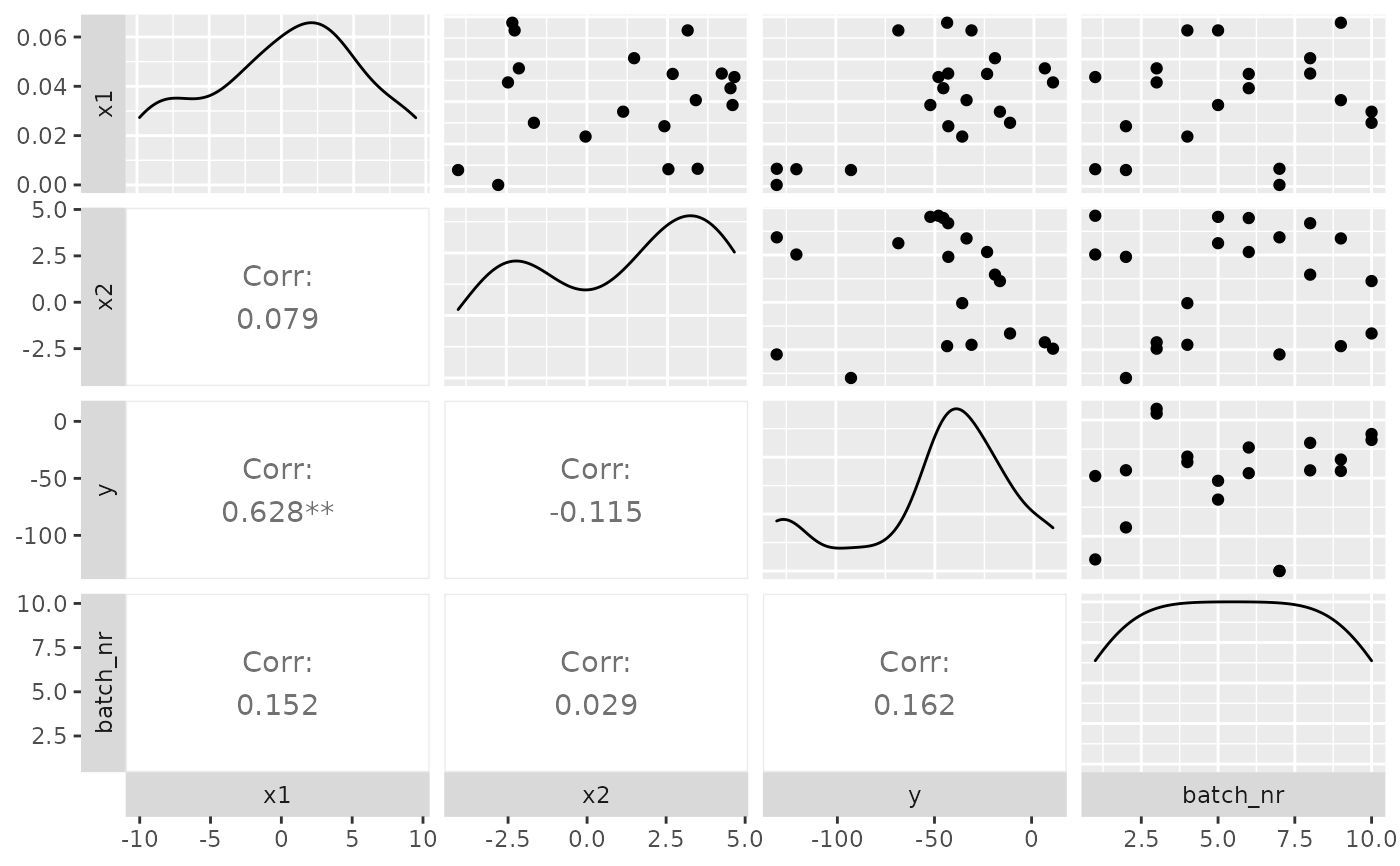 0.06
0.04
0.02
0.00
x1
5.0
2.5
0.0
-2.5
x2
Corr:
0.079
0
-50
-100
y
Corr:
0.628**
Corr:
-0.115
10.0
7.5
5.0
2.5
batch_nr
Corr:
0.152
Corr:
0.029
Corr:
0.162
x1 x2 y batch_nr
-10 -5 0 5 10 -2.5 0.0 2.5 5.0 -100 -50 0 2.5 5.0 7.5 10.0